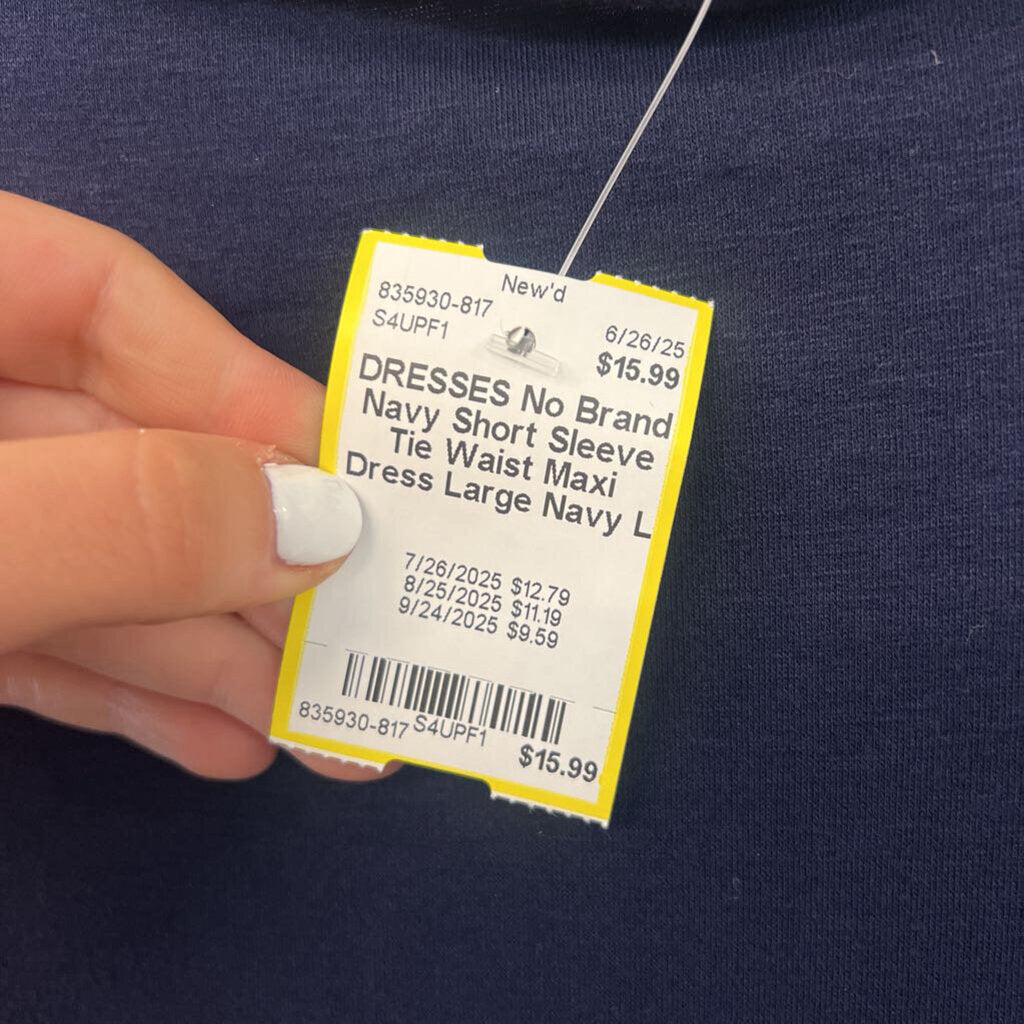 New'd
835930-817
S4UPF1
6/26/25
$15.99
DRESSES No Brand
Navy Short Sleeve
Tie Waist Maxi
Dress Large Navy L
7/26/2025 $12.79
8/25/2025 $11.19
9/24/2025 $9.59
835930-817 S4UPF1
$15.99